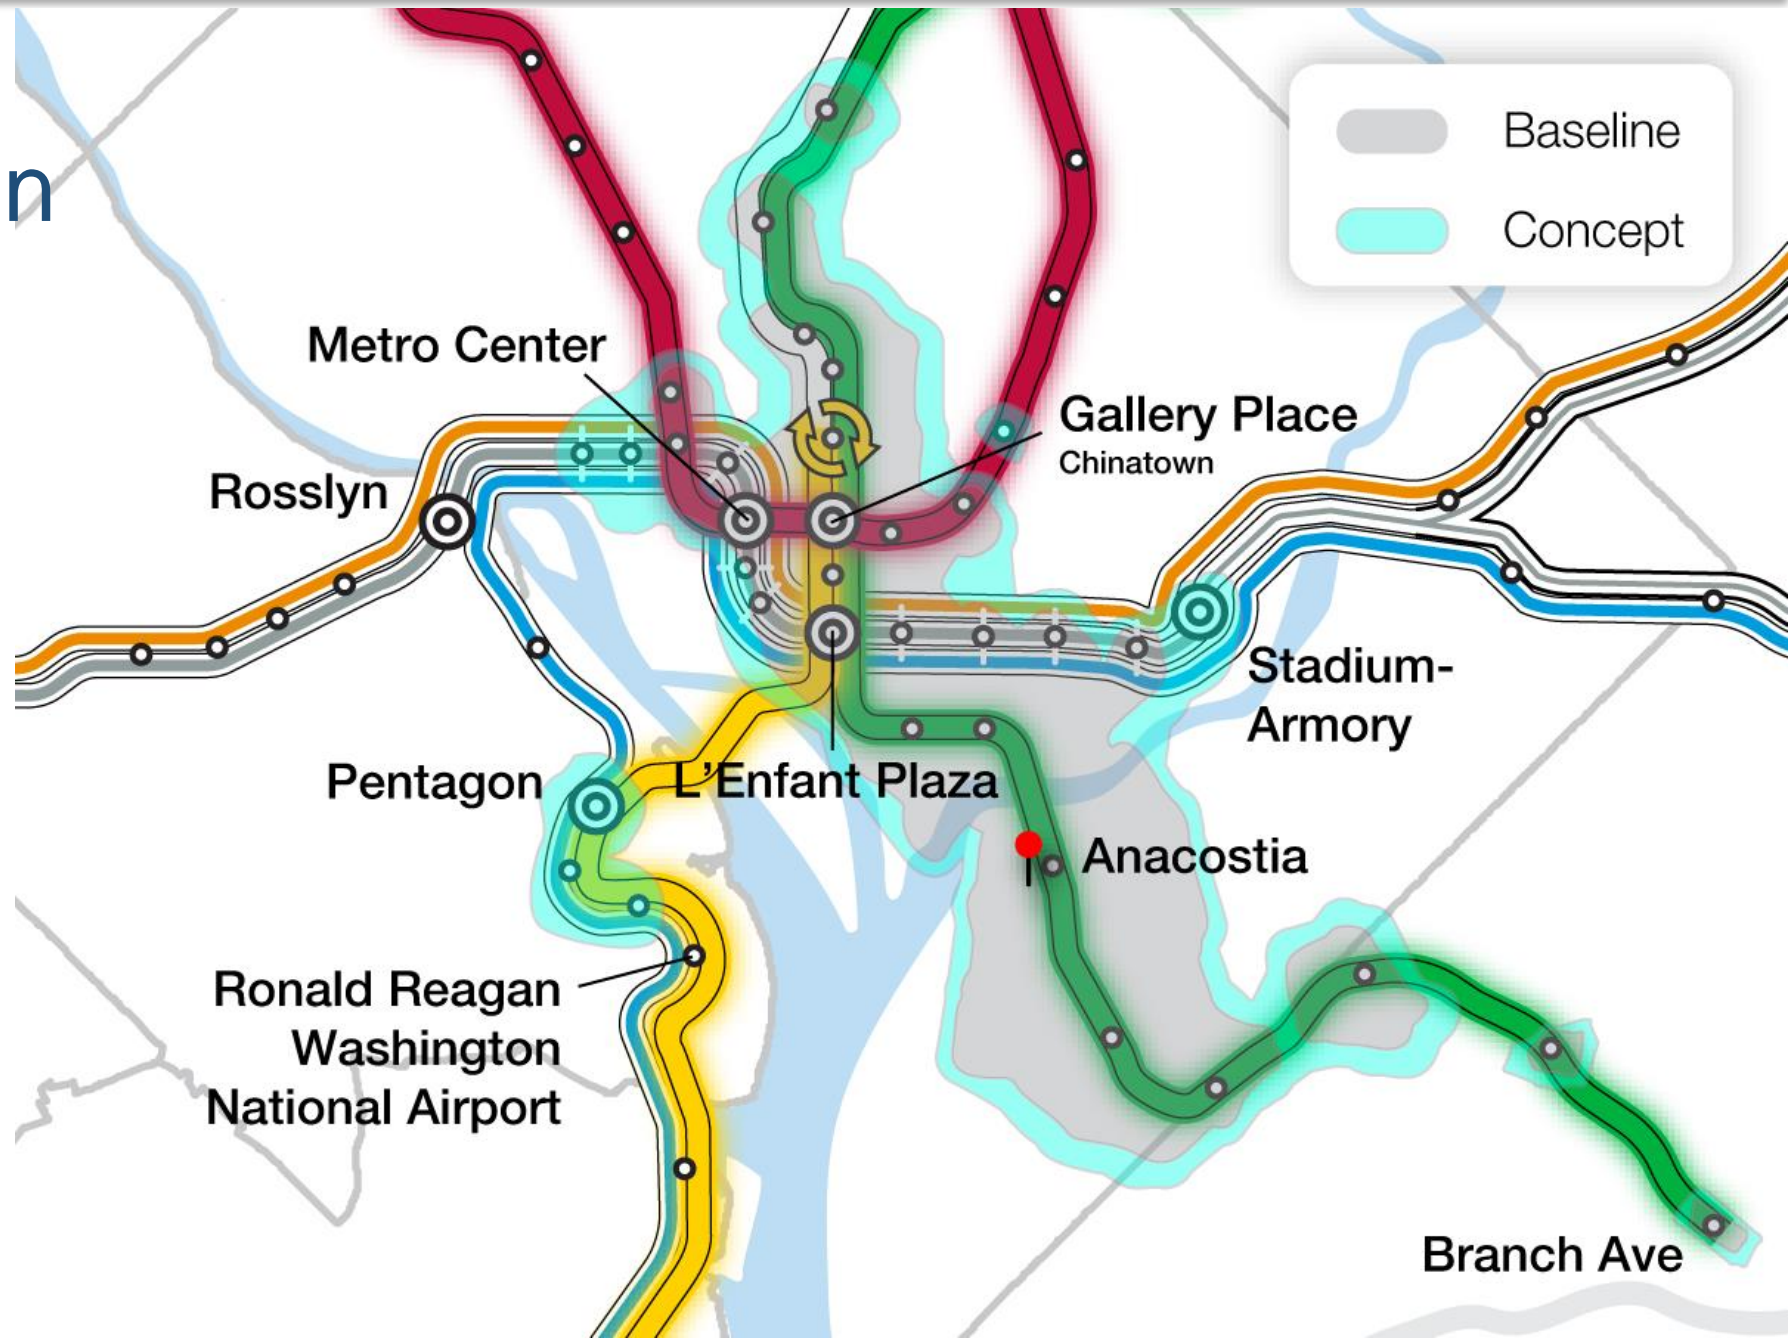 n
Baseline
Concept
Metro Center
Gallery Place
Chinatown
Rosslyn
Stadium-
Armory
Pentagon
L'Enfant Plaza
Anacostia
Ronald Reagan
Washington
National Airport
Branch Ave